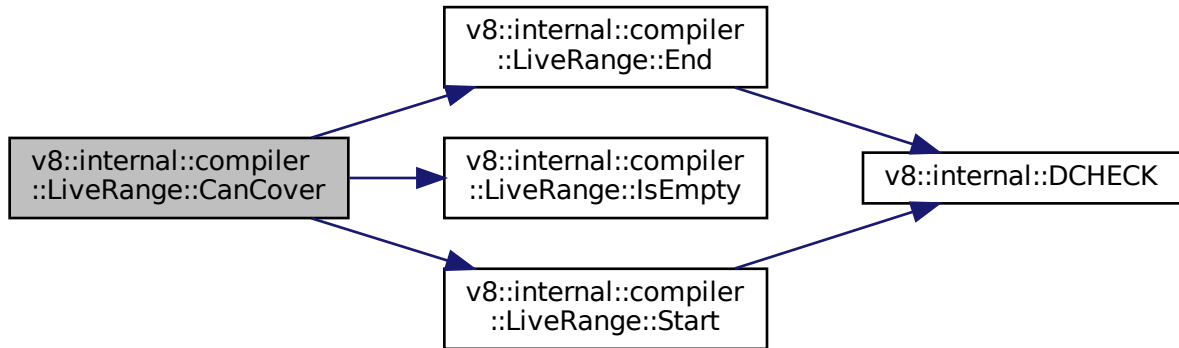 v8::internal::compiler
::LiveRange::End
v8::internal::compiler
::LiveRange::CanCover
v8::internal::compiler
::LiveRange::IsEmpty
v8::internal::DCHECK
v8::internal::compiler
::LiveRange::Start